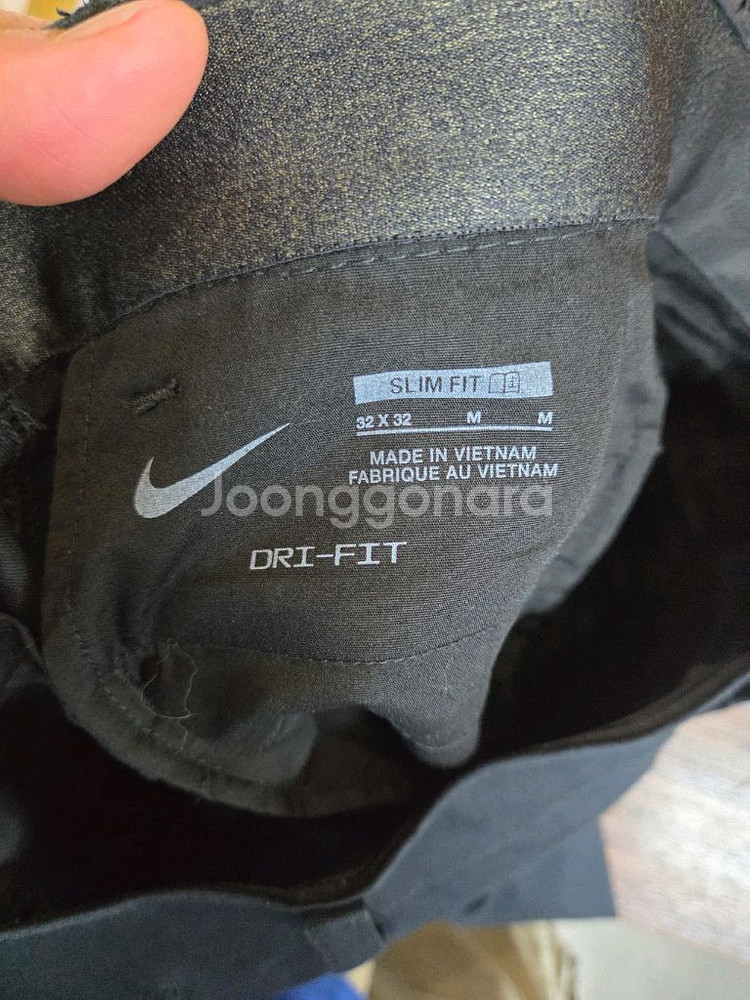 SLIM FIT
32 X 32 M M
MADE IN VIETNAM
FABRIQUE AU VIETNAM
Joonggonara
DRI-FIT